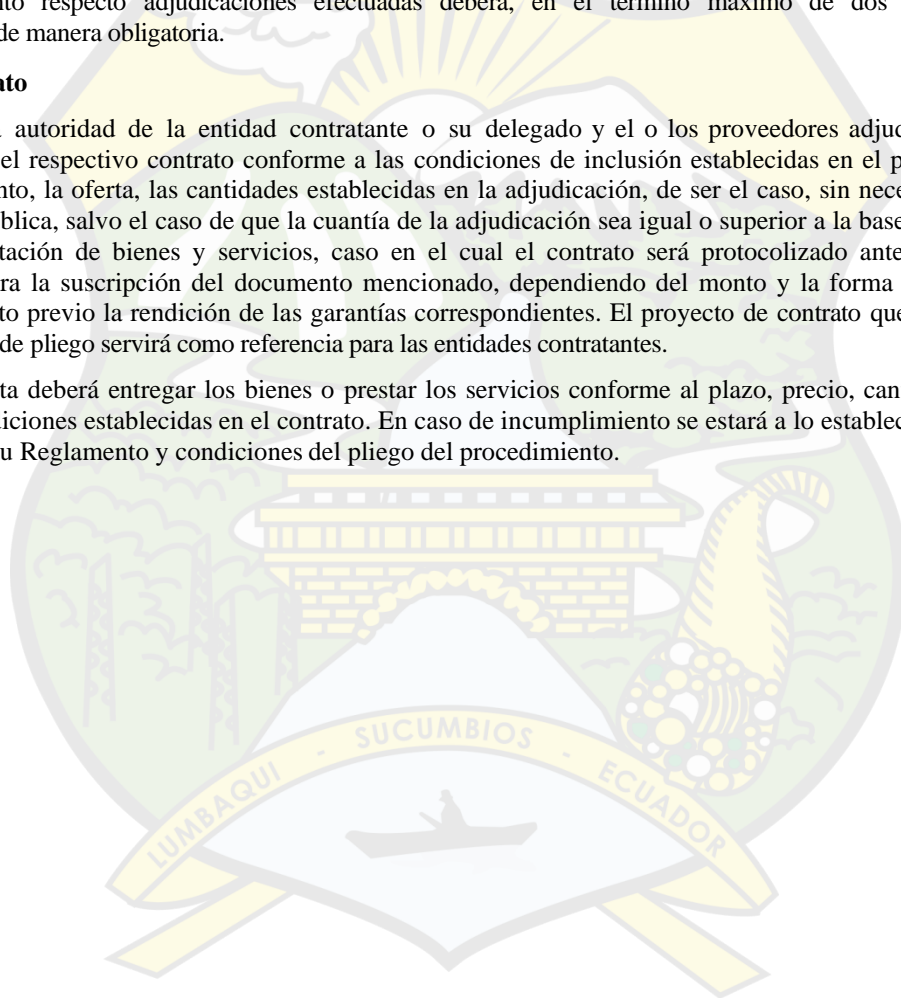 nto respecto adjudicaciones efectuadas deberá, en el término máximo de dos
de manera obligatoria.
ato
autoridad de la entidad contratante o su delegado y el o los proveedores adjud
el respectivo contrato conforme a las condiciones de inclusión establecidas en el p
nto, la oferta, las cantidades establecidas en la adjudicación, de ser el caso, sin nece
blica, salvo el caso de que la cuantía de la adjudicación sea igual o superior a la base
tación de bienes y servicios, caso en el cual el contrato será protocolizado ante
ra la suscripción del documento mencionado, dependiendo del monto y la forma
to previo la rendición de las garantías correspondientes. El proyecto de contrato que
de pliego servirá como referencia para las entidades contratantes.
ta deberá entregar los bienes o prestar los servicios conforme al plazo, precio, can
diciones establecidas en el contrato. En caso de incumplimiento se estará a lo establec
u Reglamento y condiciones del pliego del procedimiento.
LUMBAQUI - SUCUMBIOS - ECUADOR